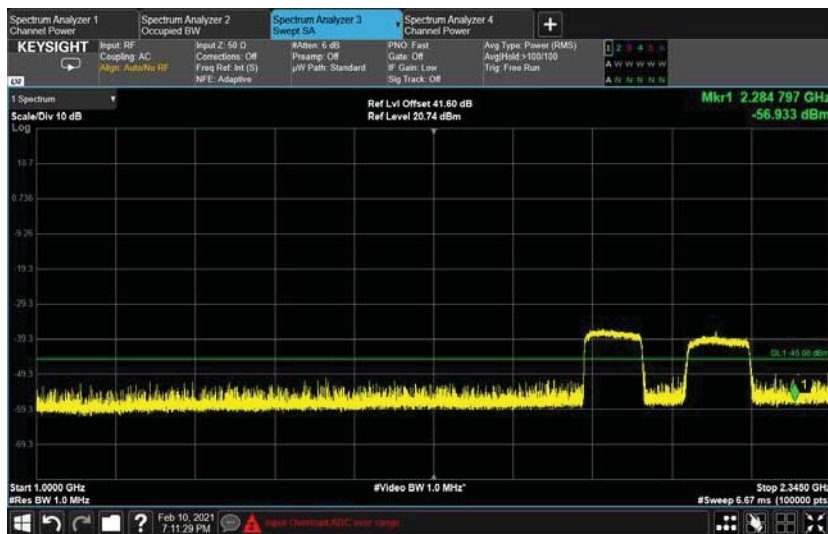 Spectrum Analyzer 1
Channel Power
Spectrum Analyzer 2
Occupied BW
Spectrum Analyzer 3
Swept SA
Spectrum Analyzer 4
Channel Power
KEYSIGHT
Input: RF
Coupling: AC
Align: Auto/No RF
Input Z: 50 Ω
Corrections: Off
Freq Ref: Int (S)
NFE: Adaptive
#Atten: 6 dB
Preamp: Off
µW Path: Standard
PNO: Fast
Gate: Off
IF Gain: Low
Sig Track: Off
Avg Type: Power (RMS)
Avg|Hold:>100/100
Trig: Free Run
1 2 3 4 5 6
A W W W W W
A N N N N N
LXI
1 Spectrum
Scale/Div 10 dB
Log
Ref Lvl Offset 41.60 dB
Ref Level 20.74 dBm
Mkr1 2.284 797 GHz
-56.933 dBm
10.7
0.736
-9.26
-19.3
-29.3
-39.3
DL1 -45.00 dBm
-49.3
1
-59.3
-69.3
Start 1.0000 GHz
#Res BW 1.0 MHz
#Video BW 1.0 MHz*
Stop 2.3450 GHz
#Sweep 6.67 ms (100000 pts
?
Feb 10, 2021
7:11:29 PM
Input Overload:ADC over range